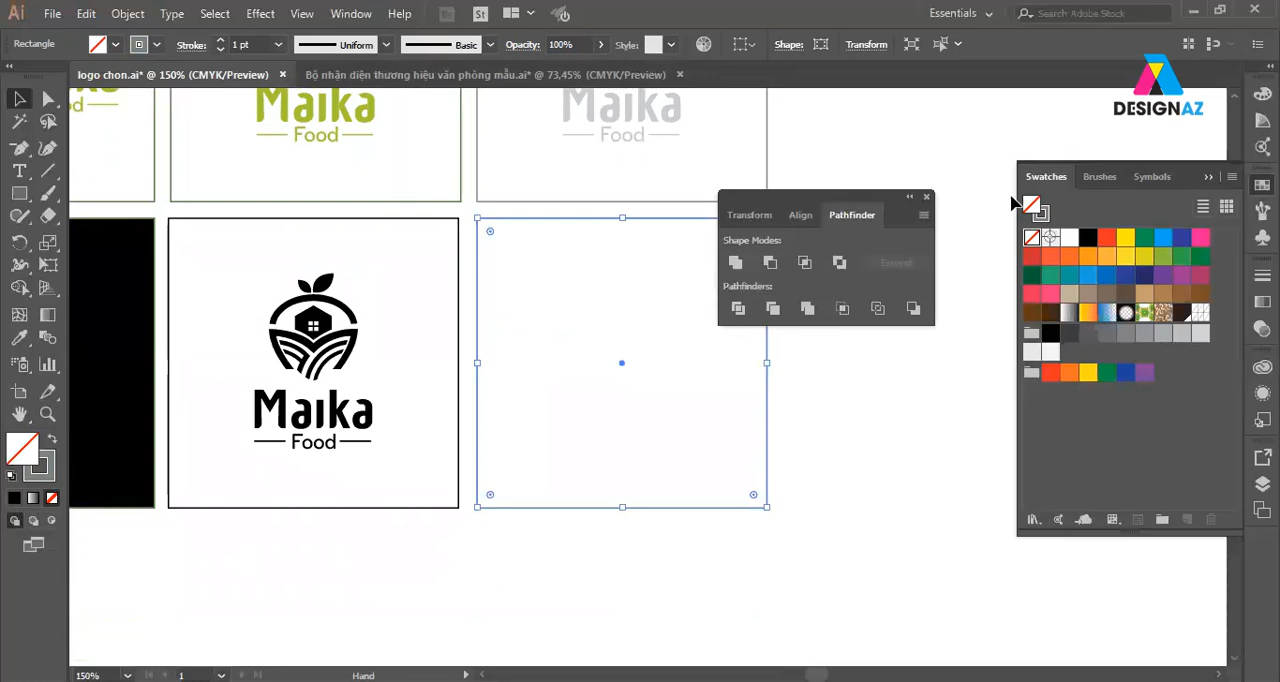 Ai File Edit Object Type Select Effect View Window Help Br St Essentials Search Adobe Stock
Rectangle Stroke: 1 pt Uniform Basic Opacity: 100% Style: Shape: Transform
logo chon.ai* @ 150% (CMYK/Preview) Bộ nhận diện thương hiệu văn phòng mẫu.ai* @ 73,45% (CMYK/Preview)
DESIGNAZ
Maika
Food
Maika
Food
Swatches Brushes Symbols
Transform Align Pathfinder
Shape Modes:
Expand
Pathfinders:
Maika
Food
150% 1 Hand